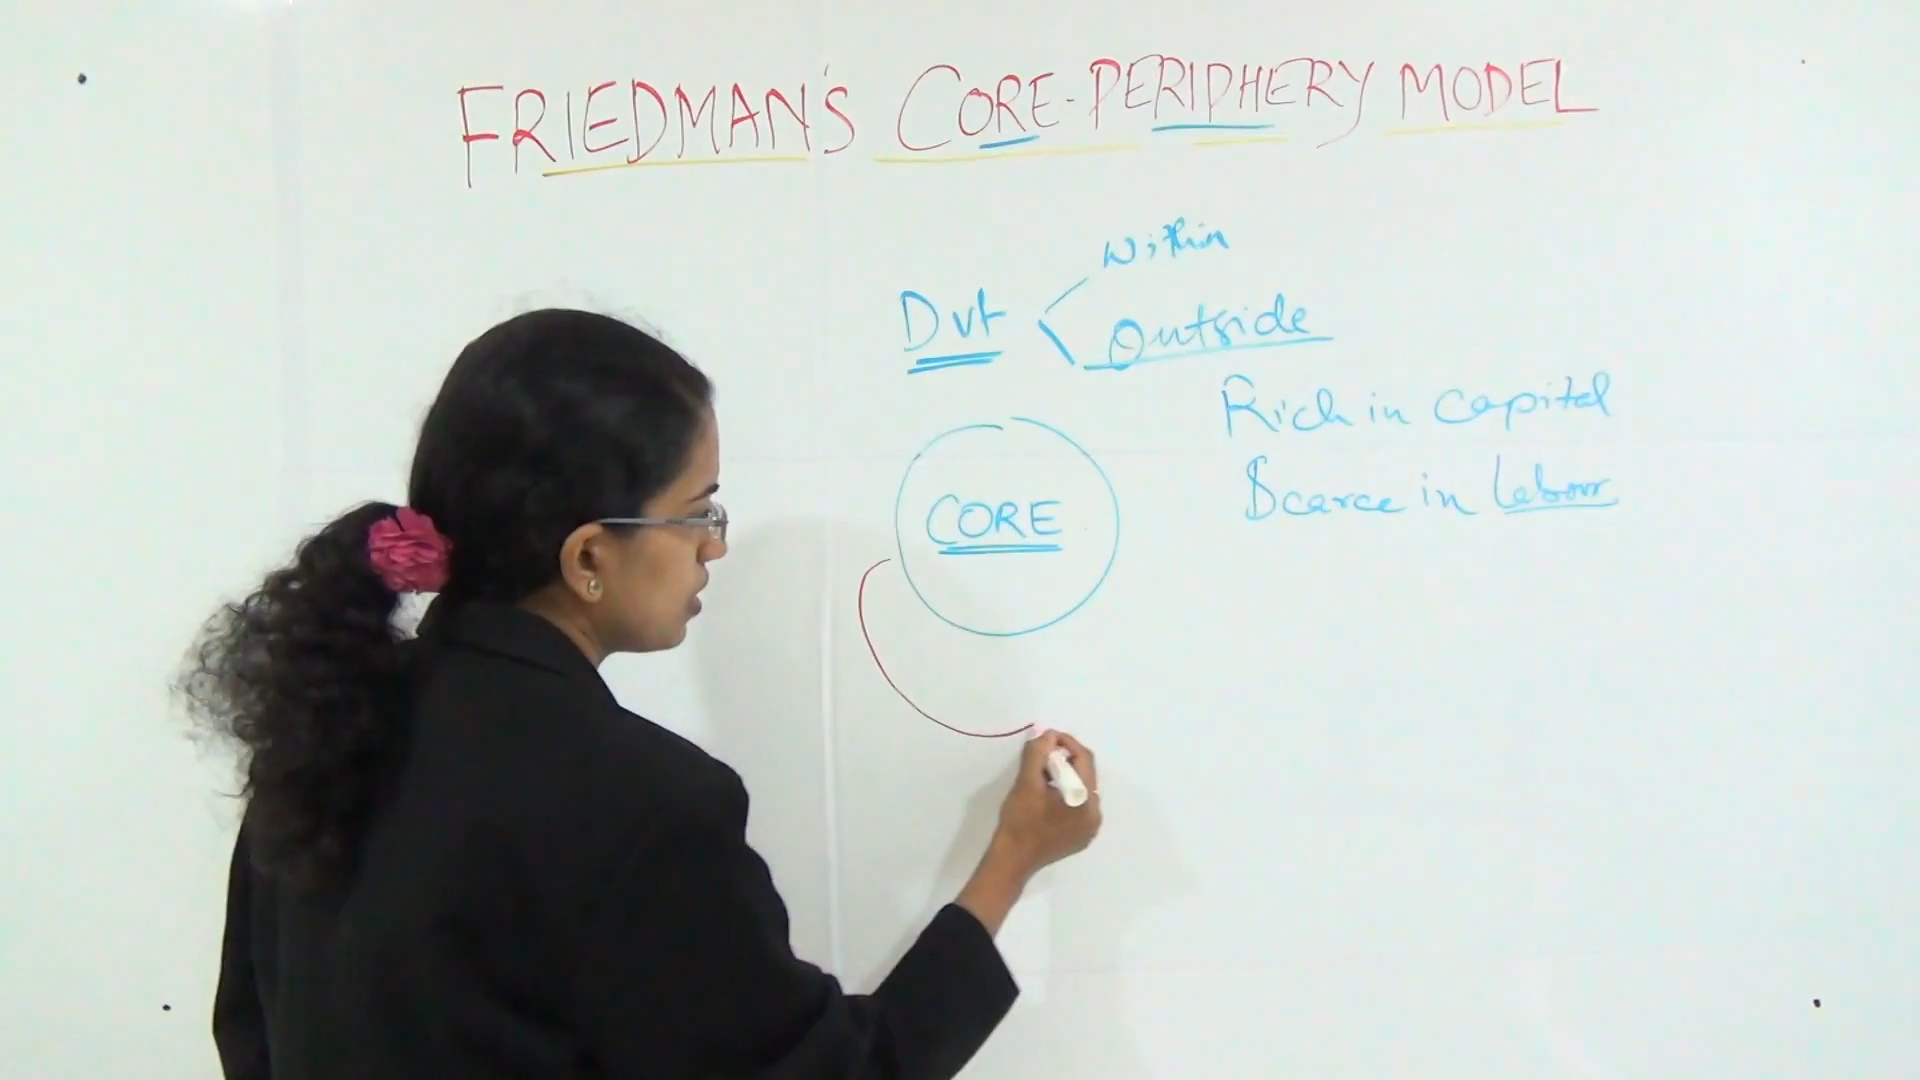 FRIEDMAN'S CORE-PERIPHERY MODEL
Within
Dvt
Outside
Rich in capital
Scarce in labour
CORE